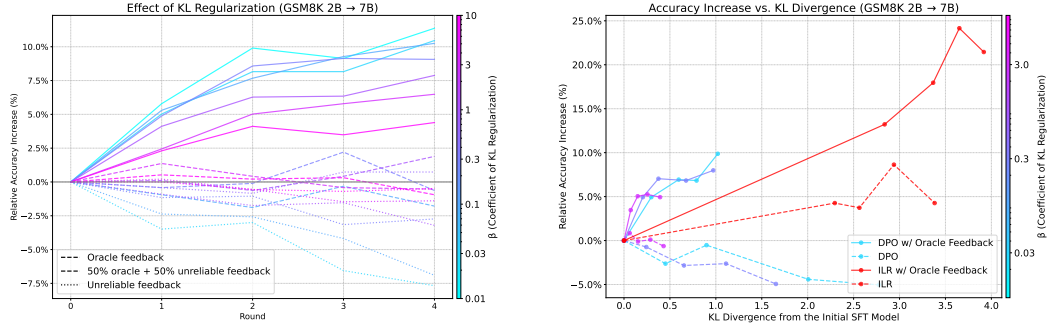 Effect of KL Regularization (GSM8K 2B → 7B)
10.0%
7.5%
5.0%
2.5%
0.0%
−2.5%
−5.0%
−7.5%
Relative Accuracy Increase (%)
Oracle feedback
50% oracle + 50% unreliable feedback
Unreliable feedback
0
1
2
3
4
Round
10
3
1
0.3
0.1
0.03
0.01
β (Coefficient of KL Regularization)
Accuracy Increase vs. KL Divergence (GSM8K 2B → 7B)
25.0%
20.0%
15.0%
10.0%
5.0%
0.0%
−5.0%
Relative Accuracy Increase (%)
DPO w/ Oracle Feedback
DPO
ILR w/ Oracle Feedback
ILR
0.0
0.5
1.0
1.5
2.0
2.5
3.0
3.5
4.0
KL Divergence from the Initial SFT Model
3.0
0.3
0.03
β (Coefficient of KL Regularization)